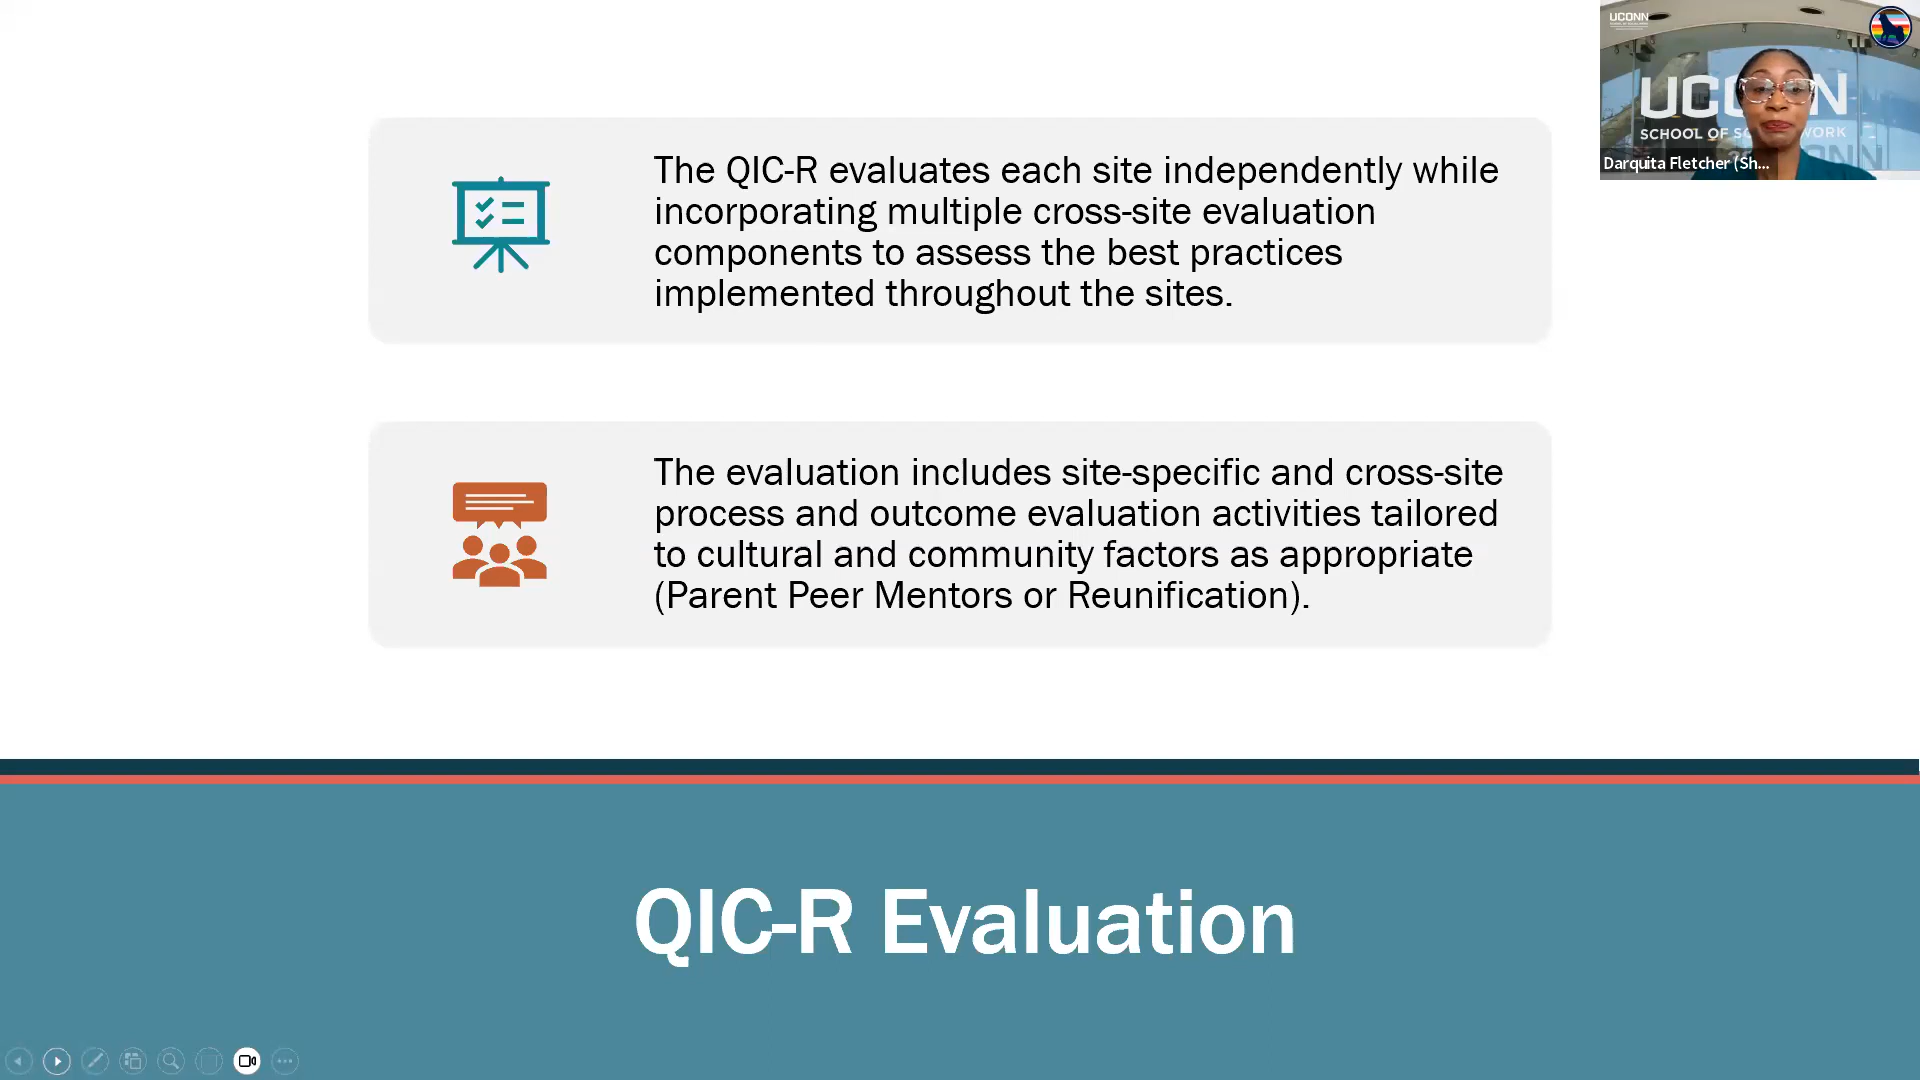 The QIC-R evaluates each site independently while
incorporating multiple cross-site evaluation
components to assess the best practices
implemented throughout the sites.
The evaluation includes site-specific and cross-site
process and outcome evaluation activities tailored
to cultural and community factors as appropriate
(Parent Peer Mentors or Reunification).
QIC-R Evaluation
UCONN
UCONN
SCHOOL OF SOCIAL WORK
Darquita Fletcher (Sh...